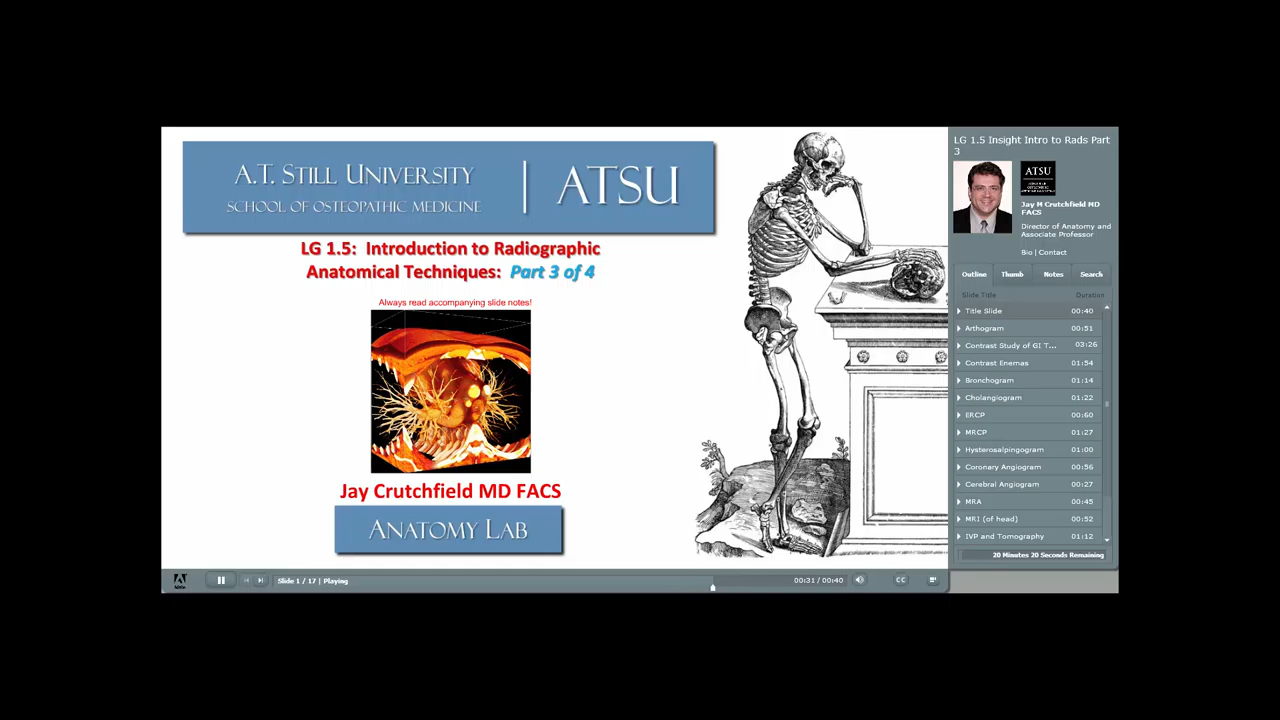 A.T. STILL UNIVERSITY
SCHOOL OF OSTEOPATHIC MEDICINE
ATSU
LG 1.5: Introduction to Radiographic
Anatomical Techniques: Part 3 of 4
Always read accompanying slide notes!
Jay Crutchfield MD FACS
ANATOMY LAB
LG 1.5 Insight Intro to Rads Part
3
ATSU
Jay M Crutchfield MD
FACS
Director of Anatomy and
Associate Professor
Bio | Contact
Outline Thumb Notes Search
Slide Title Duration
Title Slide 00:40
Arthogram 00:51
Contrast Study of GI T... 03:26
Contrast Enemas 01:54
Bronchogram 01:14
Cholangiogram 01:22
ERCP 00:60
MRCP 01:27
Hysterosalpingogram 01:00
Coronary Angiogram 00:56
Cerebral Angiogram 00:27
MRA 00:45
MRI (of head) 00:52
IVP and Tomography 01:12
20 Minutes 20 Seconds Remaining
Slide 1 / 17 | Playing
00:31 / 00:40
CC